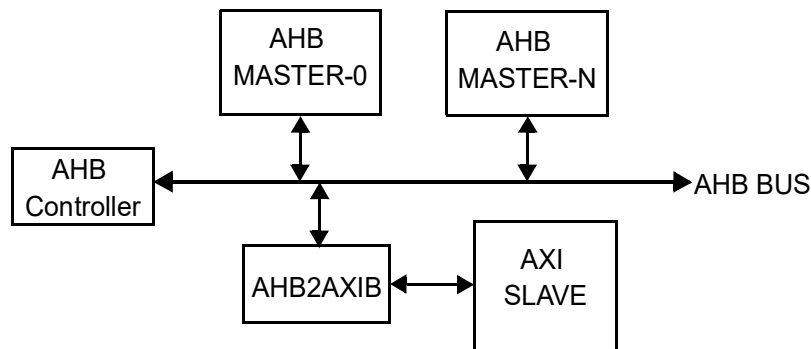 AHB
MASTER-0
AHB
MASTER-N
AHB
Controller
AHB BUS
AHB2AXIB
AXI
SLAVE